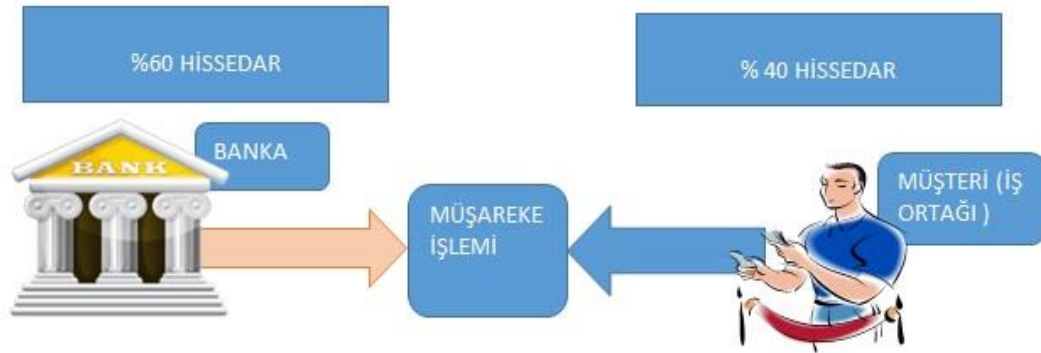 %60 HİSSEDAR
% 40 HİSSEDAR
BANK
BANKA
MÜŞAREKE
İŞLEMİ
MÜŞTERİ (İŞ
ORTAĞI )